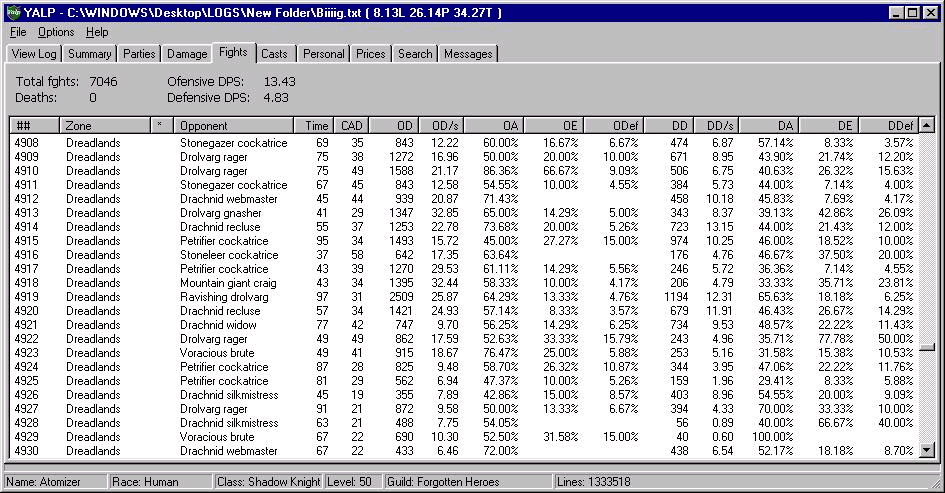 YALP - C:\WINDOWS\Desktop\LOGS\New Folder\Biiiig.txt ( 8.13L 26.14P 34.27T )
File Options Help
View Log Summary Parties Damage Fights Casts Personal Prices Search Messages
Total fghts: 7046 Ofensive DPS: 13.43
Deaths: 0 Defensive DPS: 4.83
## Zone * Opponent Time CAD OD OD/s OA OE ODef DD DD/s DA DE DDef
4908 Dreadlands Stonegazer cockatrice 69 35 843 12.22 60.00% 16.67% 6.67% 474 6.87 57.14% 8.33% 3.57%
4909 Dreadlands Drolvarg rager 75 38 1272 16.96 50.00% 20.00% 10.00% 671 8.95 43.90% 21.74% 12.20%
4910 Dreadlands Drolvarg rager 75 49 1588 21.17 86.36% 66.67% 9.09% 506 6.75 40.63% 26.32% 15.63%
4911 Dreadlands Stonegazer cockatrice 67 45 843 12.58 54.55% 10.00% 4.55% 384 5.73 44.00% 7.14% 4.00%
4912 Dreadlands Drachnid webmaster 45 44 939 20.87 71.43% 458 10.18 45.83% 7.69% 4.17%
4913 Dreadlands Drolvarg gnasher 41 29 1347 32.85 65.00% 14.29% 5.00% 343 8.37 39.13% 42.86% 26.09%
4914 Dreadlands Drachnid recluse 55 37 1253 22.78 73.68% 20.00% 5.26% 723 13.15 44.00% 21.43% 12.00%
4915 Dreadlands Petrifier cockatrice 95 34 1493 15.72 45.00% 27.27% 15.00% 974 10.25 46.00% 18.52% 10.00%
4916 Dreadlands Stoneleer cockatrice 37 58 642 17.35 63.64% 176 4.76 46.67% 37.50% 20.00%
4917 Dreadlands Petrifier cockatrice 43 39 1270 29.53 61.11% 14.29% 5.56% 246 5.72 36.36% 7.14% 4.55%
4918 Dreadlands Mountain giant craig 43 34 1395 32.44 58.33% 10.00% 4.17% 206 4.79 33.33% 35.71% 23.81%
4919 Dreadlands Ravishing drolvarg 97 31 2509 25.87 64.29% 13.33% 4.76% 1194 12.31 65.63% 18.18% 6.25%
4920 Dreadlands Drachnid recluse 57 34 1421 24.93 57.14% 8.33% 3.57% 679 11.91 46.43% 26.67% 14.29%
4921 Dreadlands Drachnid widow 77 42 747 9.70 56.25% 14.29% 6.25% 734 9.53 48.57% 22.22% 11.43%
4922 Dreadlands Drolvarg rager 49 49 862 17.59 52.63% 33.33% 15.79% 243 4.96 35.71% 77.78% 50.00%
4923 Dreadlands Voracious brute 49 41 915 18.67 76.47% 25.00% 5.88% 253 5.16 31.58% 15.38% 10.53%
4924 Dreadlands Petrifier cockatrice 87 28 825 9.48 58.70% 26.32% 10.87% 344 3.95 47.06% 22.22% 11.76%
4925 Dreadlands Petrifier cockatrice 81 29 562 6.94 47.37% 10.00% 5.26% 159 1.96 29.41% 8.33% 5.88%
4926 Dreadlands Drachnid silkmistress 45 19 355 7.89 42.86% 15.00% 8.57% 403 8.96 54.55% 20.00% 9.09%
4927 Dreadlands Drolvarg rager 91 21 872 9.58 50.00% 13.33% 6.67% 394 4.33 70.00% 33.33% 10.00%
4928 Dreadlands Drachnid silkmistress 63 21 488 7.75 54.05% 56 0.89 40.00% 66.67% 40.00%
4929 Dreadlands Voracious brute 67 22 690 10.30 52.50% 31.58% 15.00% 40 0.60 100.00%
4930 Dreadlands Drachnid webmaster 67 22 433 6.46 72.00% 438 6.54 52.17% 18.18% 8.70%
Name: Atomizer Race: Human Class: Shadow Knight Level: 50 Guild: Forgotten Heroes Lines: 1333518